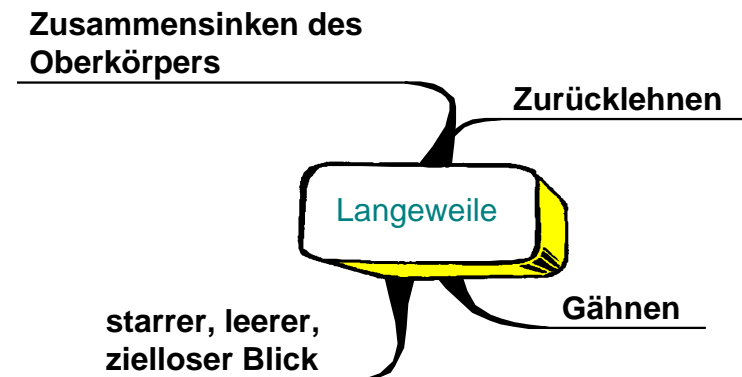 Zusammensinken des
Oberkörpers
Zurücklehnen
Langeweile
Gähnen
starrer, leerer,
zielloser Blick